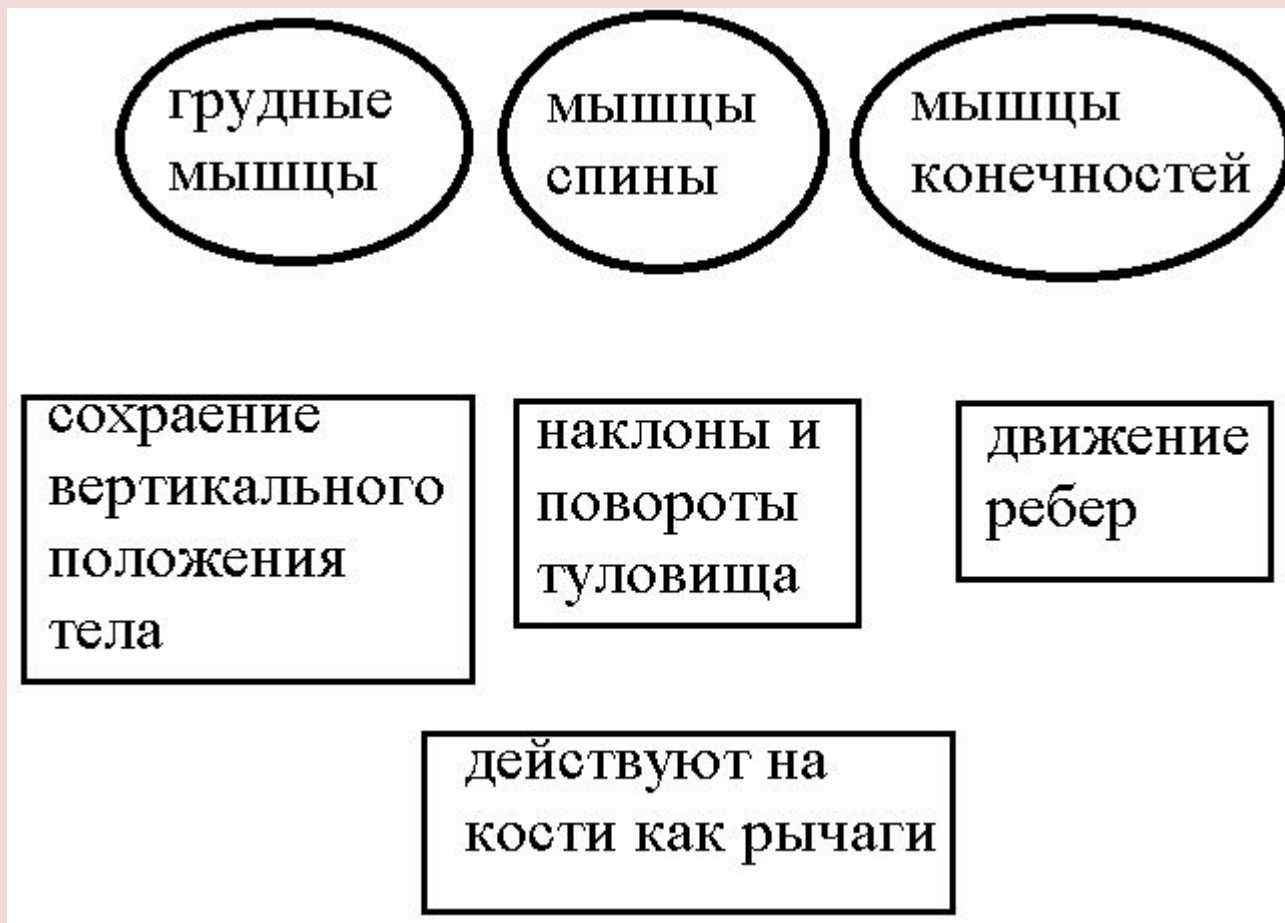 грудные
мышцы
мышцы
спины
мышцы
конечностей
сохраение
вертикального
положения
тела
наклоны и
повороты
туловища
движение
ребер
действуют на
кости как рычаги